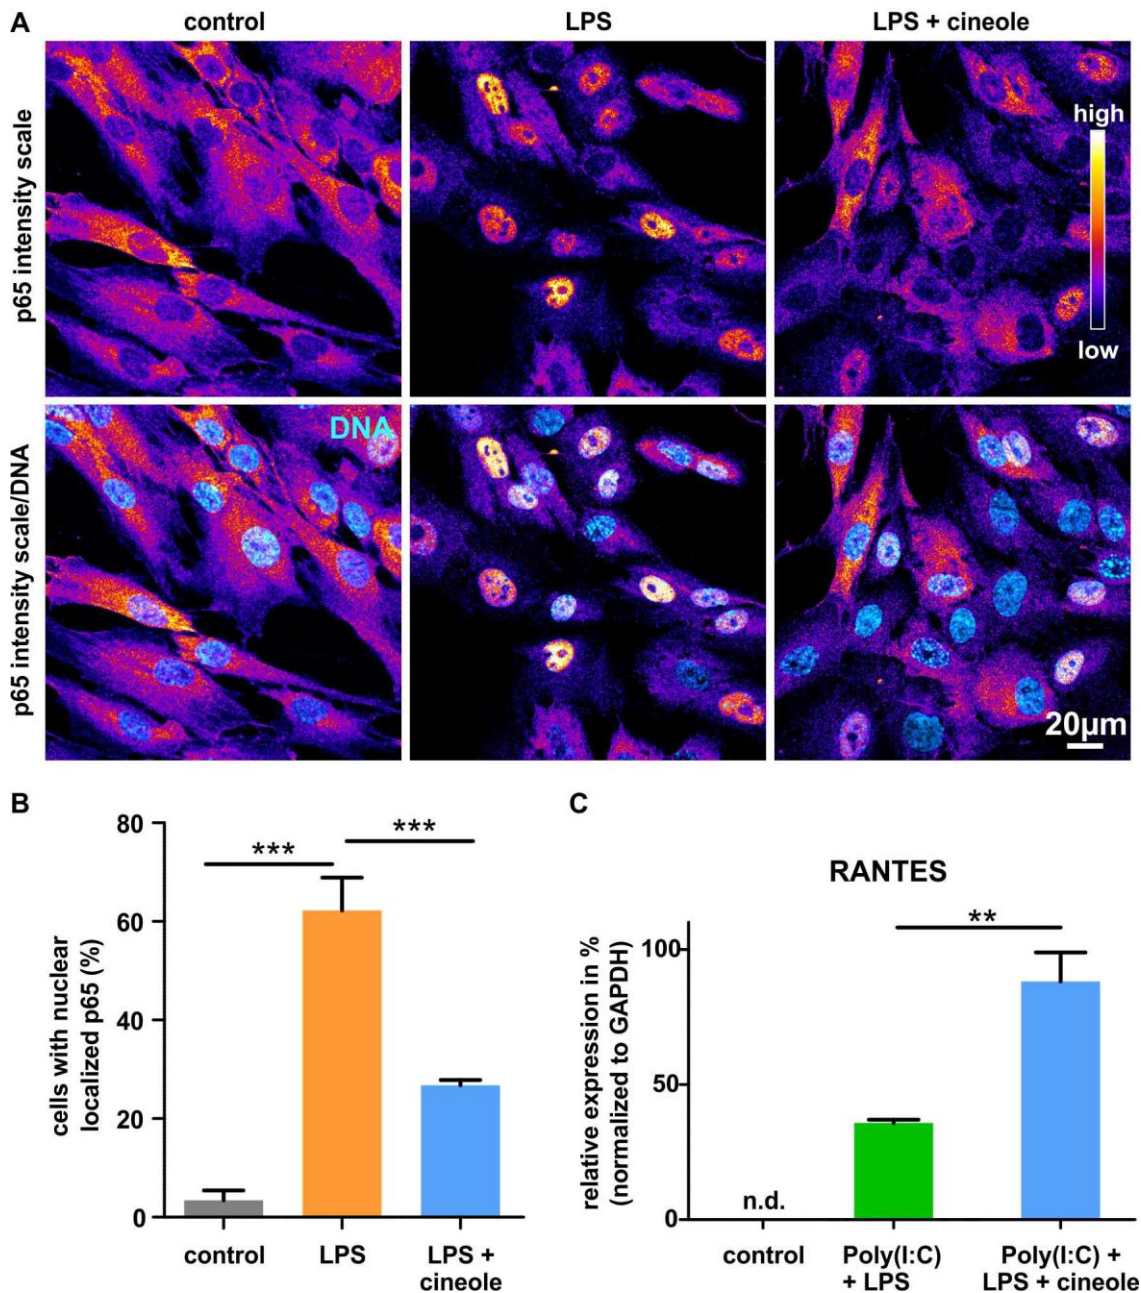 A
control
LPS
LPS + cineole
p65 intensity scale
high
low
p65 intensity scale/DNA
DNA
20µm
B
cells with nuclear
localized p65 (%)
80
60
40
20
0
***
***
control
LPS
LPS +
cineole
C
RANTES
relative expression in %
(normalized to GAPDH)
100
50
0
**
n.d.
control
Poly(I:C)
+ LPS
Poly(I:C) +
LPS + cineole